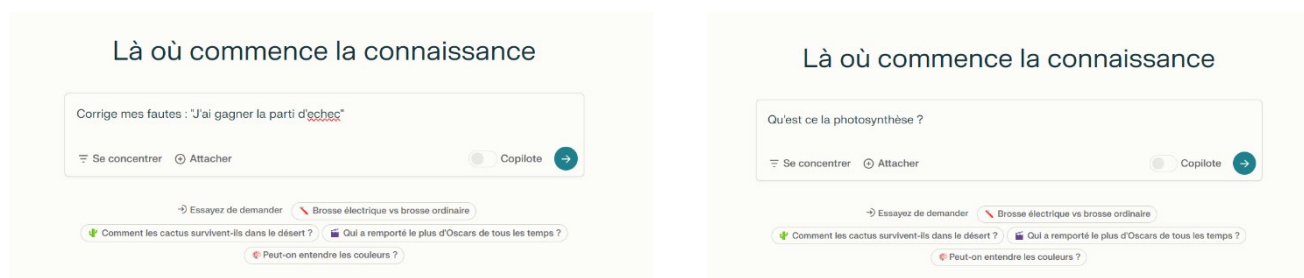 Là où commence la connaissance
Corrige mes fautes : "J'ai gagner la parti d'echec"
Se concentrer Attacher Copilote
Essayez de demander Brosse électrique vs brosse ordinaire
Comment les cactus survivent-ils dans le désert ? Qui a remporté le plus d'Oscars de tous les temps ?
Peut-on entendre les couleurs ?
Là où commence la connaissance
Qu'est ce la photosynthèse ?
Se concentrer Attacher Copilote
Essayez de demander Brosse électrique vs brosse ordinaire
Comment les cactus survivent-ils dans le désert ? Qui a remporté le plus d'Oscars de tous les temps ?
Peut-on entendre les couleurs ?